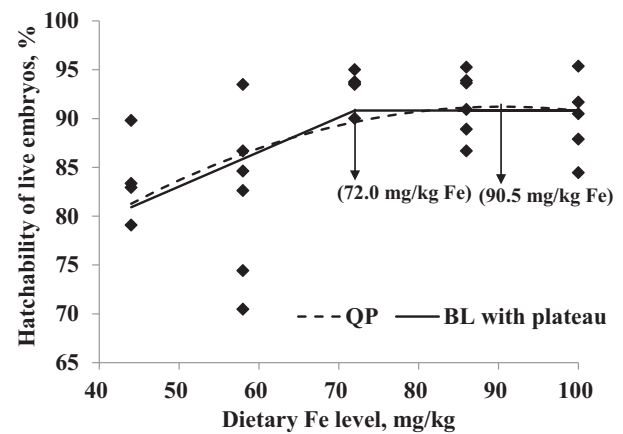 Hatchability of live embryos, %
100
95
90
85
80
75
70
65
(72.0 mg/kg Fe) (90.5 mg/kg Fe)
QP BL with plateau
40 50 60 70 80 90 100
Dietary Fe level, mg/kg